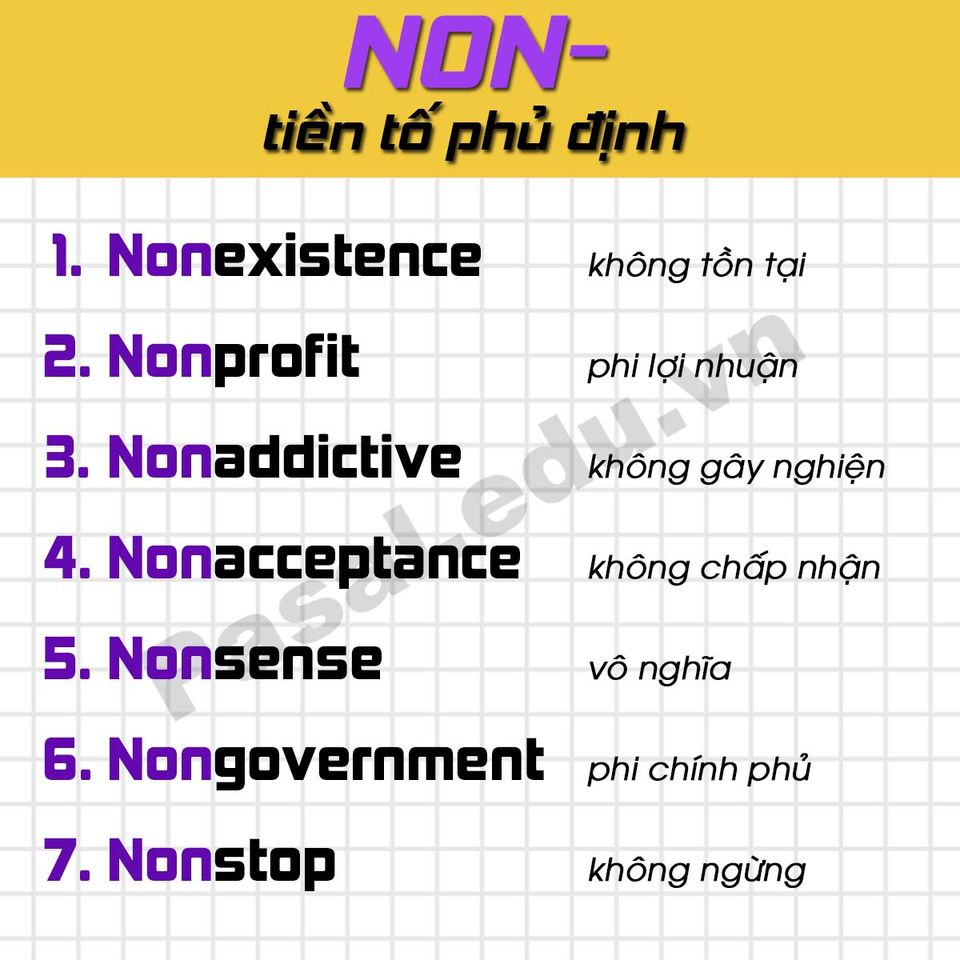 NON-
tiền tố phủ định
1. Nonexistence không tồn tại
2. Nonprofit phi lợi nhuận
3. Nonaddictive không gây nghiện
4. Nonacceptance không chấp nhận
5. Nonsense vô nghĩa
6. Nongovernment phi chính phủ
7. Nonstop không ngừng
Pasal.edu.vn